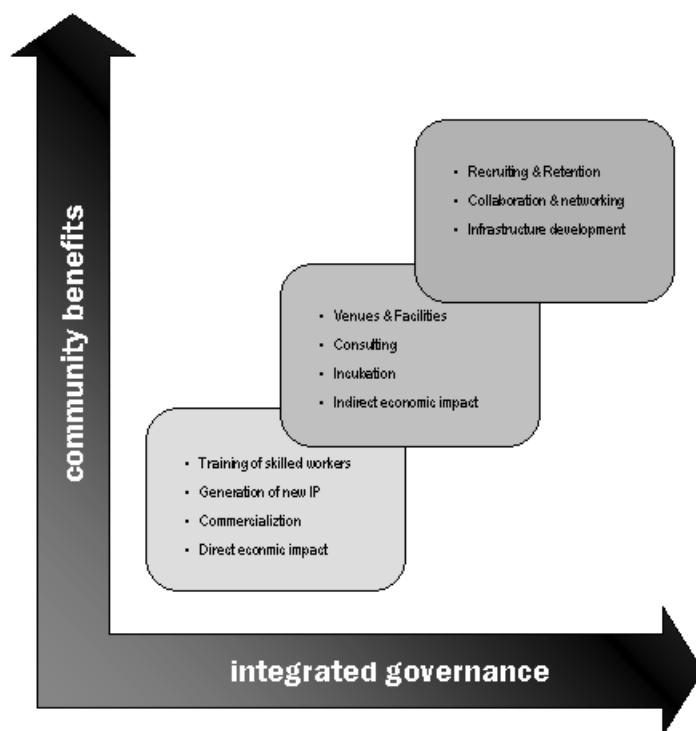 community benefits
• Recruiting & Retention
• Collaboration & networking
• Infrastructure development
• Venues & Facilities
• Consulting
• Incubation
• Indirect economic impact
• Training of skilled workers
• Generation of new IP
• Commercializtion
• Direct econmic impact
integrated governance